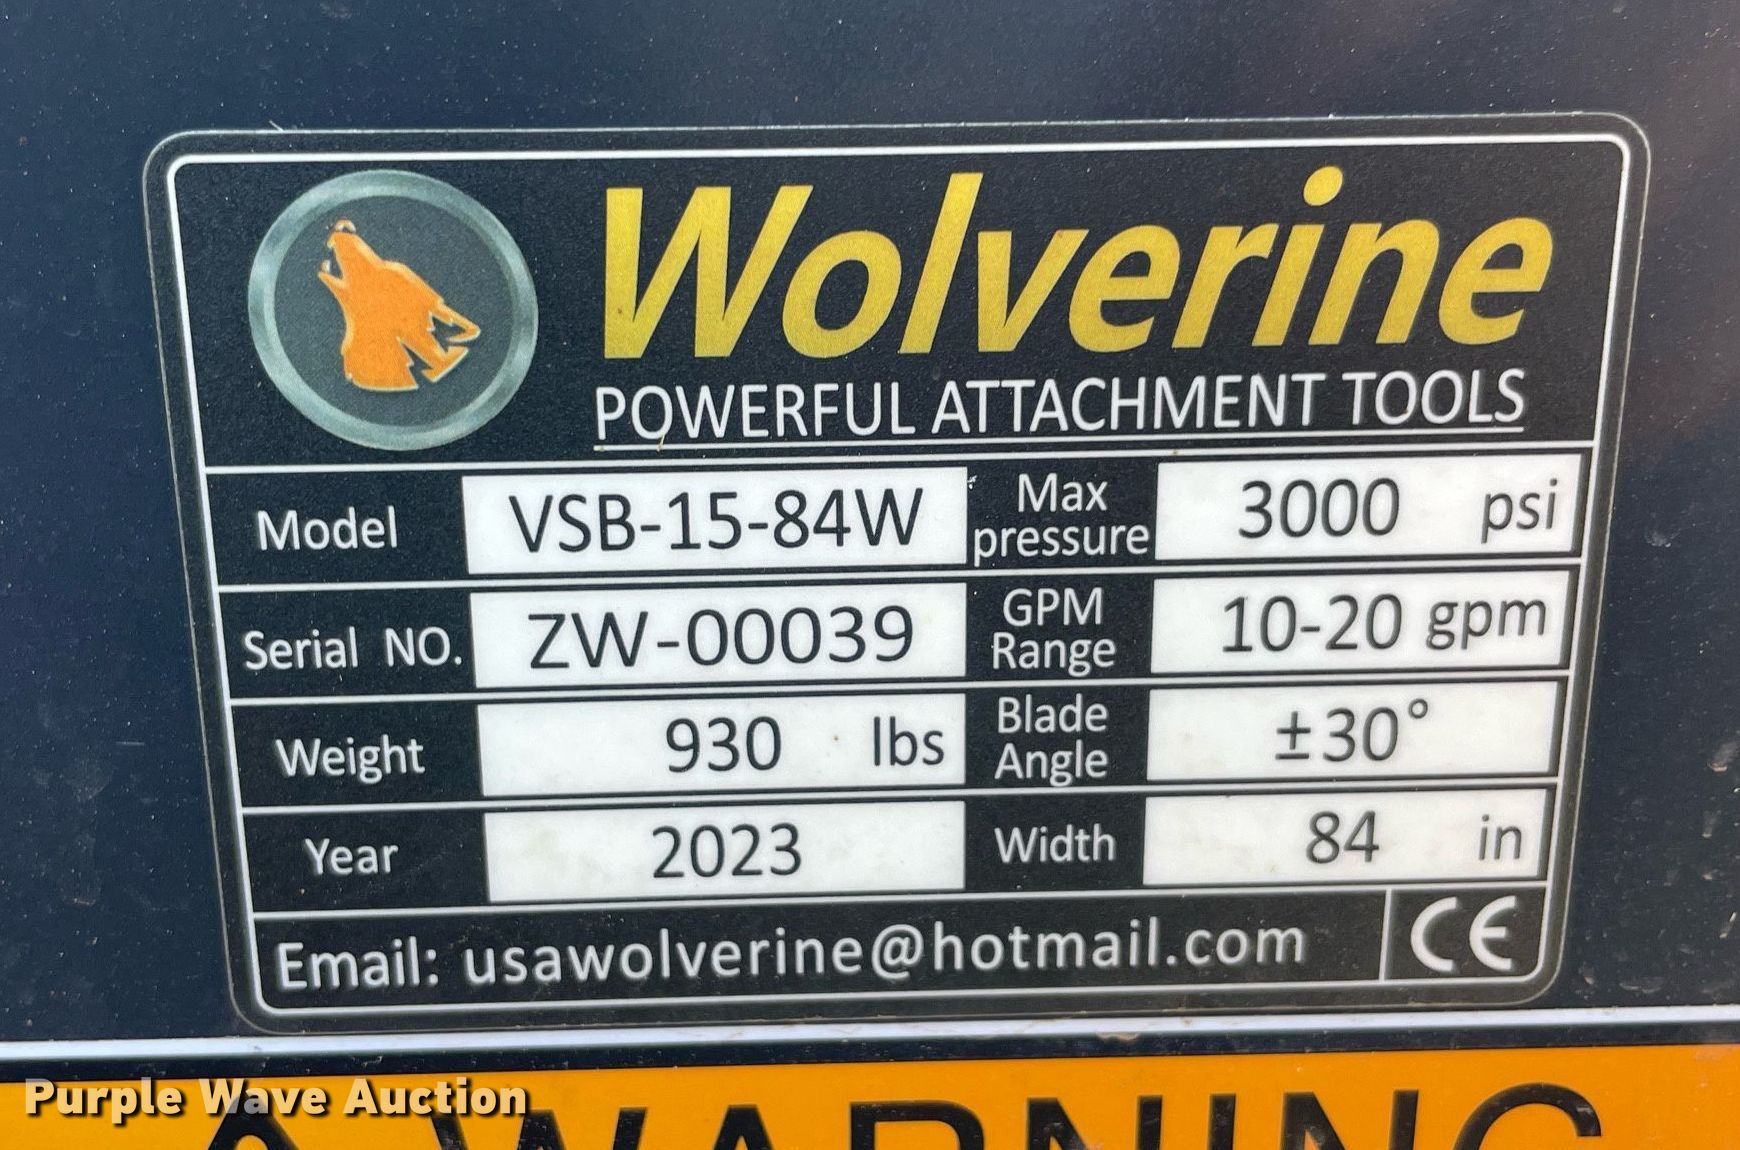 Wolverine
POWERFUL ATTACHMENT TOOLS
Model VSB-15-84W Max pressure 3000 psi
Serial NO. ZW-00039 GPM Range 10-20 gpm
Weight 930 lbs Blade Angle ±30°
Year 2023 Width 84 in
Email: usawolverine@hotmail.com CE
Purple Wave Auction
WARNING